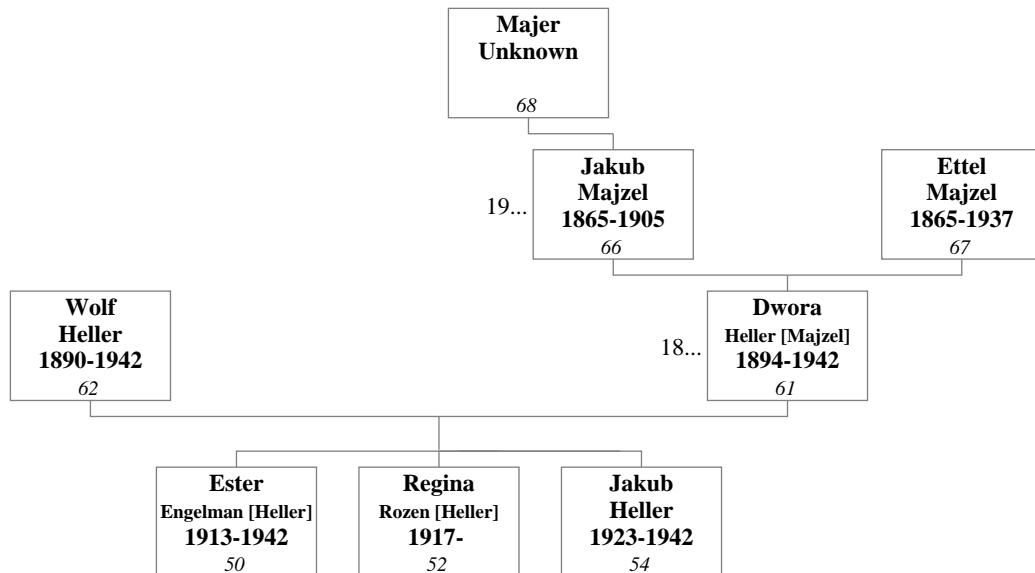 Majer
Unknown
68
Jakub
Majzel
1865-1905
66
19...
Ettel
Majzel
1865-1937
67
Wolf
Heller
1890-1942
62
18...
Dwora
Heller [Majzel]
1894-1942
61
Ester
Engelman [Heller]
1913-1942
50
Regina
Rozen [Heller]
1917-
52
Jakub
Heller
1923-1942
54